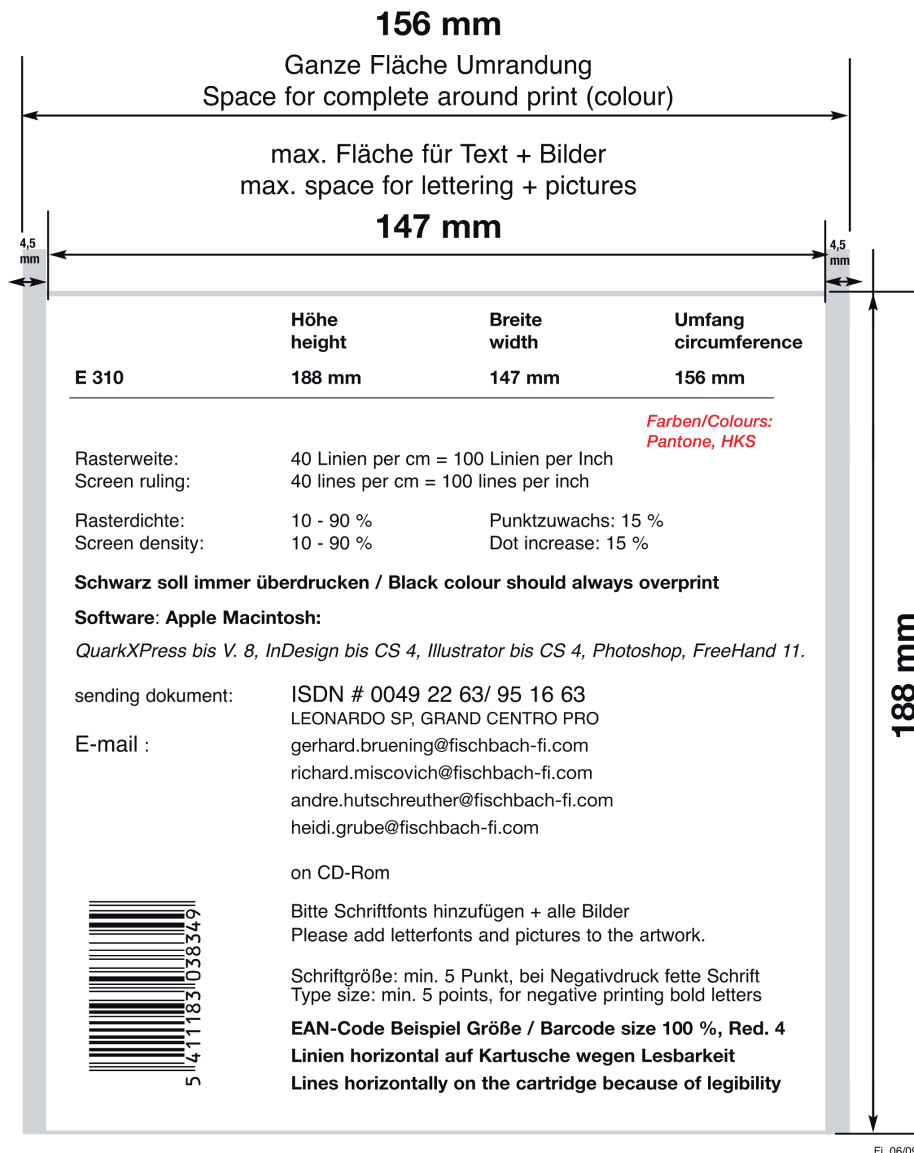 156 mm
Ganze Fläche Umrandung
Space for complete around print (colour)
max. Fläche für Text + Bilder
max. space for lettering + pictures
147 mm
4,5 mm
4,5 mm
Höhe Breite Umfang
height width circumference
E 310 188 mm 147 mm 156 mm
Farben/Colours:
Pantone, HKS
Rasterweite: 40 Linien per cm = 100 Linien per Inch
Screen ruling: 40 lines per cm = 100 lines per inch
Rasterdichte: 10 - 90 % Punktzuwachs: 15 %
Screen density: 10 - 90 % Dot increase: 15 %
Schwarz soll immer überdrucken / Black colour should always overprint
Software: Apple Macintosh:
QuarkXPress bis V. 8, InDesign bis CS 4, Illustrator bis CS 4, Photoshop, FreeHand 11.
188 mm
sending dokument: ISDN # 0049 22 63/ 95 16 63
LEONARDO SP, GRAND CENTRO PRO
E-mail : gerhard.bruening@fischbach-fi.com
richard.miscovich@fischbach-fi.com
andre.hutschreuther@fischbach-fi.com
heidi.grube@fischbach-fi.com
on CD-Rom
Bitte Schriftfonts hinzufügen + alle Bilder
Please add letterfonts and pictures to the artwork.
Schriftgröße: min. 5 Punkt, bei Negativdruck fette Schrift
Type size: min. 5 points, for negative printing bold letters
EAN-Code Beispiel Größe / Barcode size 100 %, Red. 4
Linien horizontal auf Kartusche wegen Lesbarkeit
Lines horizontally on the cartridge because of legibility
5 411183 038349
Fi. 06/09